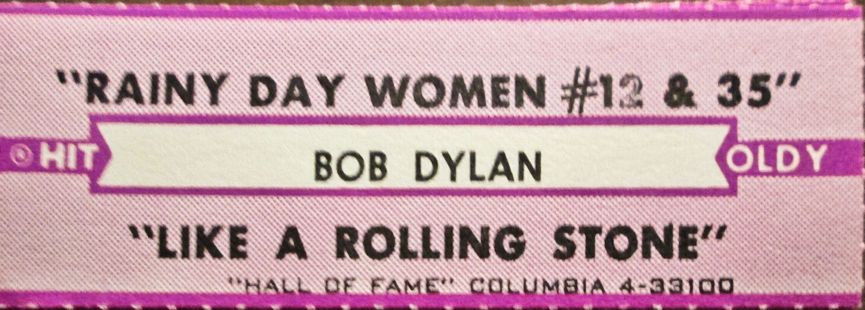 "RAINY DAY WOMEN #12 & 35"
® HIT BOB DYLAN OLDY
"LIKE A ROLLING STONE"
"HALL OF FAME" COLUMBIA 4-33100